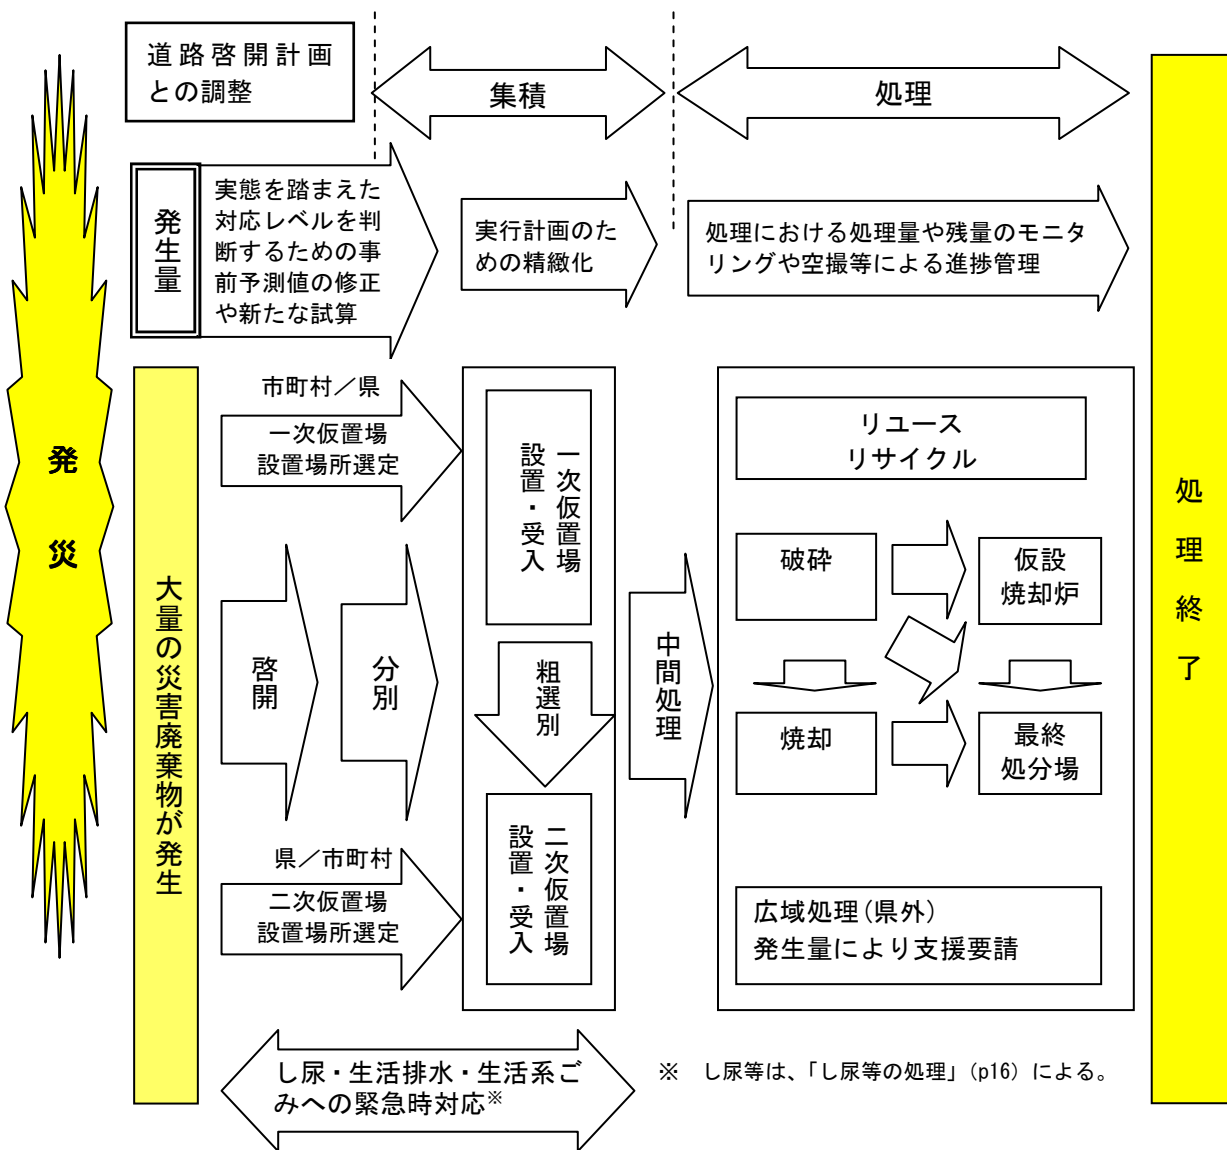 道路啓開計画
との調整
集積
処理
発生量
実態を踏まえた
対応レベルを判
断するための事
前予測値の修正
や新たな試算
実行計画のた
めの精緻化
処理における処理量や残量のモニタ
リングや空撮等による進捗管理
発災
大量の災害廃棄物が発生
市町村／県
一次仮置場
設置場所選定
啓開
分別
県／市町村
二次仮置場
設置場所選定
一次仮置場
設置・受入
粗選別
二次仮置場
設置・受入
中間処理
リユース
リサイクル
破砕
仮設
焼却炉
焼却
最終
処分場
広域処理(県外)
発生量により支援要請
処理終了
し尿・生活排水・生活系ご
みへの緊急時対応※
※　し尿等は、「し尿等の処理」(p16)による。